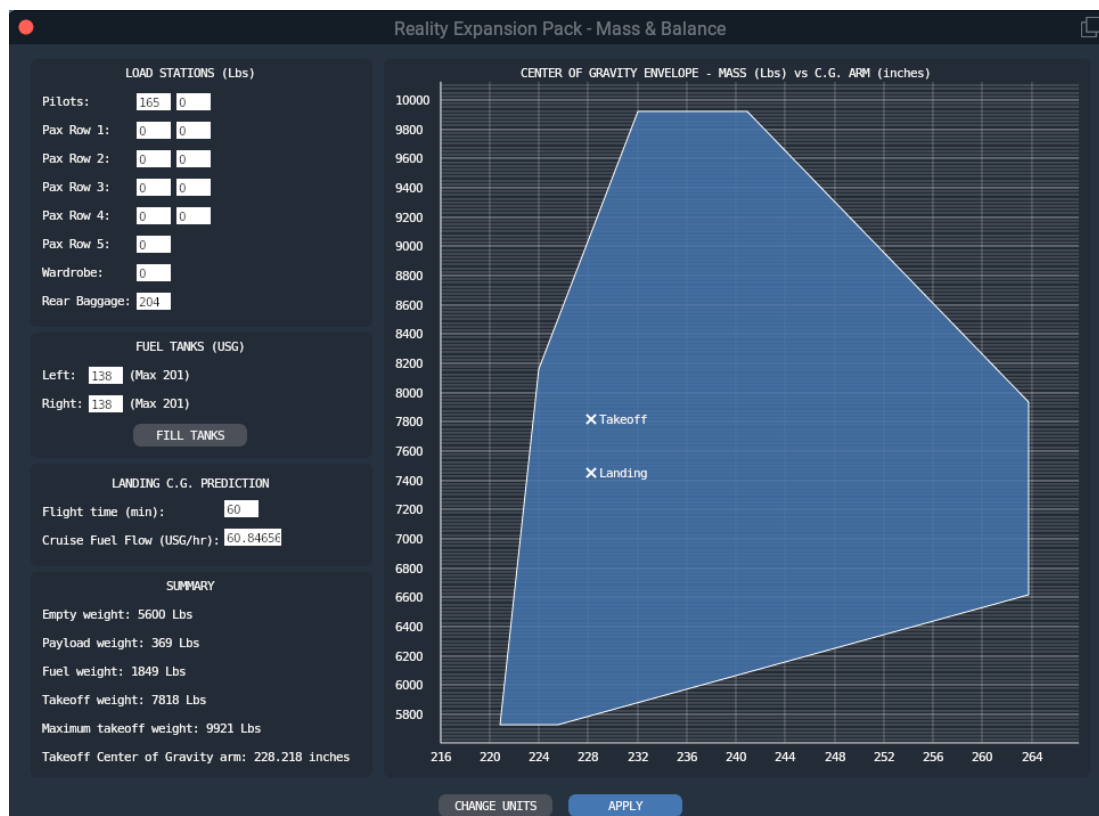 Reality Expansion Pack - Mass & Balance
LOAD STATIONS (Lbs)
Pilots: 165 0
Pax Row 1: 0 0
Pax Row 2: 0 0
Pax Row 3: 0 0
Pax Row 4: 0 0
Pax Row 5: 0
Wardrobe: 0
Rear Baggage: 204
FUEL TANKS (USG)
Left: 138 (Max 201)
Right: 138 (Max 201)
FILL TANKS
LANDING C.G. PREDICTION
Flight time (min): 60
Cruise Fuel Flow (USG/hr): 60.84656
SUMMARY
Empty weight: 5600 Lbs
Payload weight: 369 Lbs
Fuel weight: 1849 Lbs
Takeoff weight: 7818 Lbs
Maximum takeoff weight: 9921 Lbs
Takeoff Center of Gravity arm: 228.218 inches
CENTER OF GRAVITY ENVELOPE - MASS (Lbs) vs C.G. ARM (inches)
10000
9800
9600
9400
9200
9000
8800
8600
8400
8200
8000
7800
7600
7400
7200
7000
6800
6600
6400
6200
6000
5800
Takeoff
Landing
216 220 224 228 232 236 240 244 248 252 256 260 264
CHANGE UNITS
APPLY